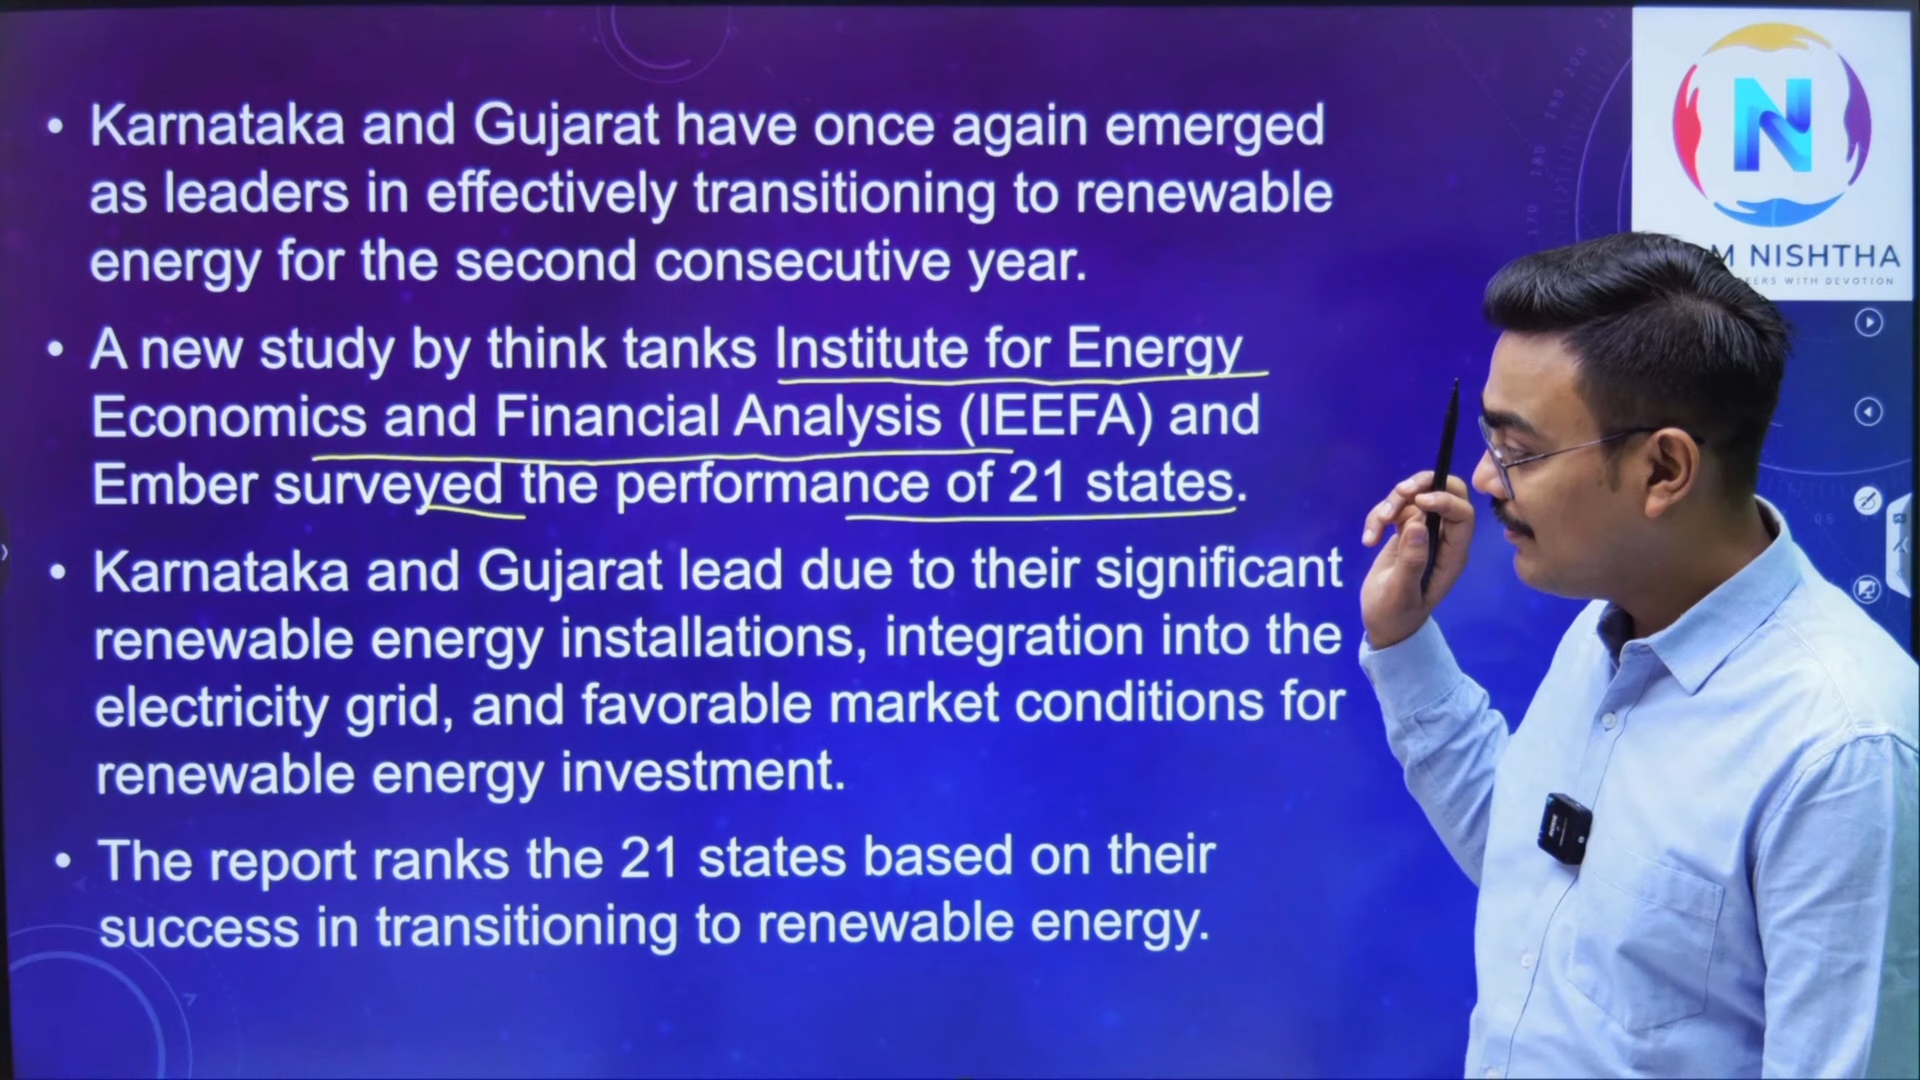 • Karnataka and Gujarat have once again emerged
as leaders in effectively transitioning to renewable
energy for the second consecutive year.
• A new study by think tanks Institute for Energy
Economics and Financial Analysis (IEEFA) and
Ember surveyed the performance of 21 states.
• Karnataka and Gujarat lead due to their significant
renewable energy installations, integration into the
electricity grid, and favorable market conditions for
renewable energy investment.
• The report ranks the 21 states based on their
success in transitioning to renewable energy.
N
M NISHTHA
EERS WITH DEVOTION